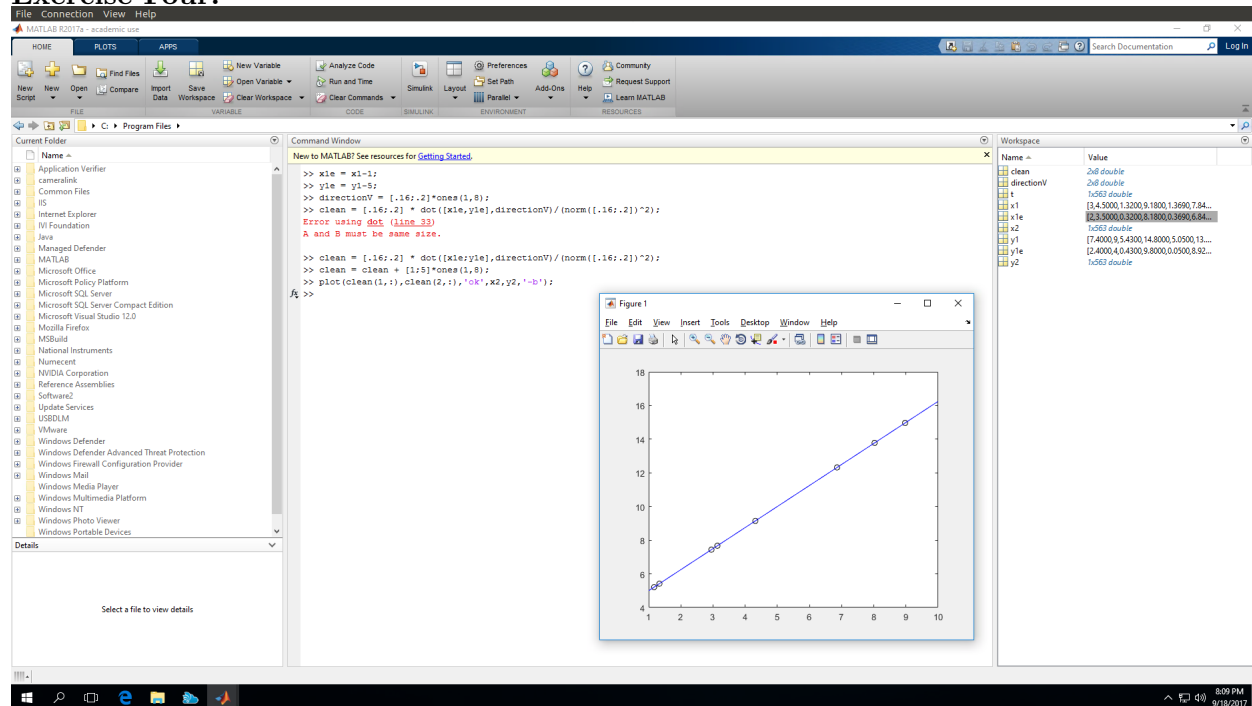 Exercise Four:
File Connection View Help
MATLAB R2017a - academic use
HOME PLOTS APPS
Search Documentation Log In
New Script
New
Open
Find Files
Compare
Import Data
Save Workspace
New Variable
Open Variable
Clear Workspace
Analyze Code
Run and Time
Clear Commands
Simulink
Layout
Preferences
Set Path
Parallel
Add-Ons
Help
Community
Request Support
Learn MATLAB
FILE VARIABLE CODE SIMULINK ENVIRONMENT RESOURCES
C: Program Files
Current Folder
Name
Application Verifier
cameralink
Common Files
IIS
Internet Explorer
IVI Foundation
Java
Managed Defender
MATLAB
Microsoft Office
Microsoft Policy Platform
Microsoft SQL Server
Microsoft SQL Server Compact Edition
Microsoft Visual Studio 12.0
Mozilla Firefox
MSBuild
National Instruments
Numecent
NVIDIA Corporation
Reference Assemblies
Software2
Update Services
USBDLM
VMware
Windows Defender
Windows Defender Advanced Threat Protection
Windows Firewall Configuration Provider
Windows Mail
Windows Media Player
Windows Multimedia Platform
Windows NT
Windows Photo Viewer
Windows Portable Devices
Details
Select a file to view details
Command Window
New to MATLAB? See resources for Getting Started.
>> x1e = x1-1;
>> y1e = y1-5;
>> directionV = [.16;.2]*ones(1,8);
>> clean = [.16;.2] * dot([x1e,y1e],directionV)/(norm([.16;.2])^2);
Error using dot (line 33)
A and B must be same size.
>> clean = [.16;.2] * dot([x1e;y1e],directionV)/(norm([.16;.2])^2);
>> clean = clean + [1;5]*ones(1,8);
>> plot(clean(1,:),clean(2,:),'ok',x2,y2,'-b');
fx >>
Figure 1
File Edit View Insert Tools Desktop Window Help
18
16
14
12
10
8
6
4
1 2 3 4 5 6 7 8 9 10
Workspace
Name Value
clean 2x8 double
directionV 2x8 double
t 1x563 double
x1 [3,4.5000,1.3200,9.1800,1.3690,7.84...
x1e [2,3.5000,0.3200,8.1800,0.3690,6.84...
x2 1x563 double
y1 [7.4000,9,5.4300,14.8000,5.0500,13....
y1e [2.4000,4,0.4300,9.8000,0.0500,8.92...
y2 1x563 double
8:09 PM
9/18/2017